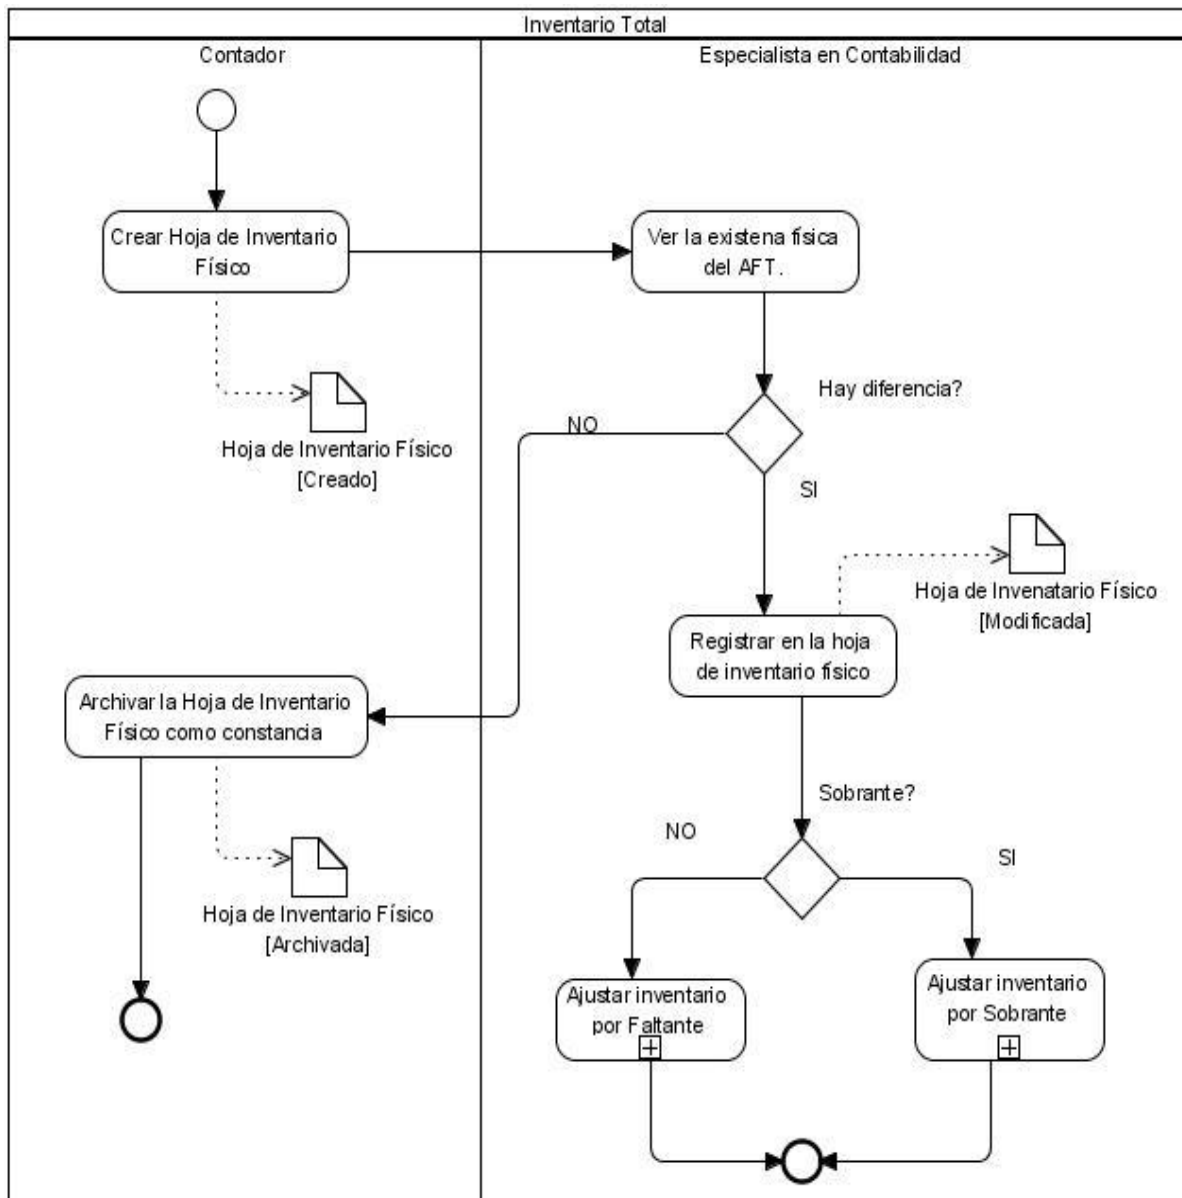 Inventario Total
Contador
Especialista en Contabilidad
Crear Hoja de Inventario
Físico
Ver la existena física
del AFT.
Hay diferencia?
NO
Hoja de Inventario Físico
[Creado]
SI
Hoja de Invenatario Físico
[Modificada]
Registrar en la hoja
de inventario físico
Archivar la Hoja de Inventario
Físico como constancia
Sobrante?
NO
SI
Hoja de Inventario Físico
[Archivada]
Ajustar inventario
por Faltante
Ajustar inventario
por Sobrante